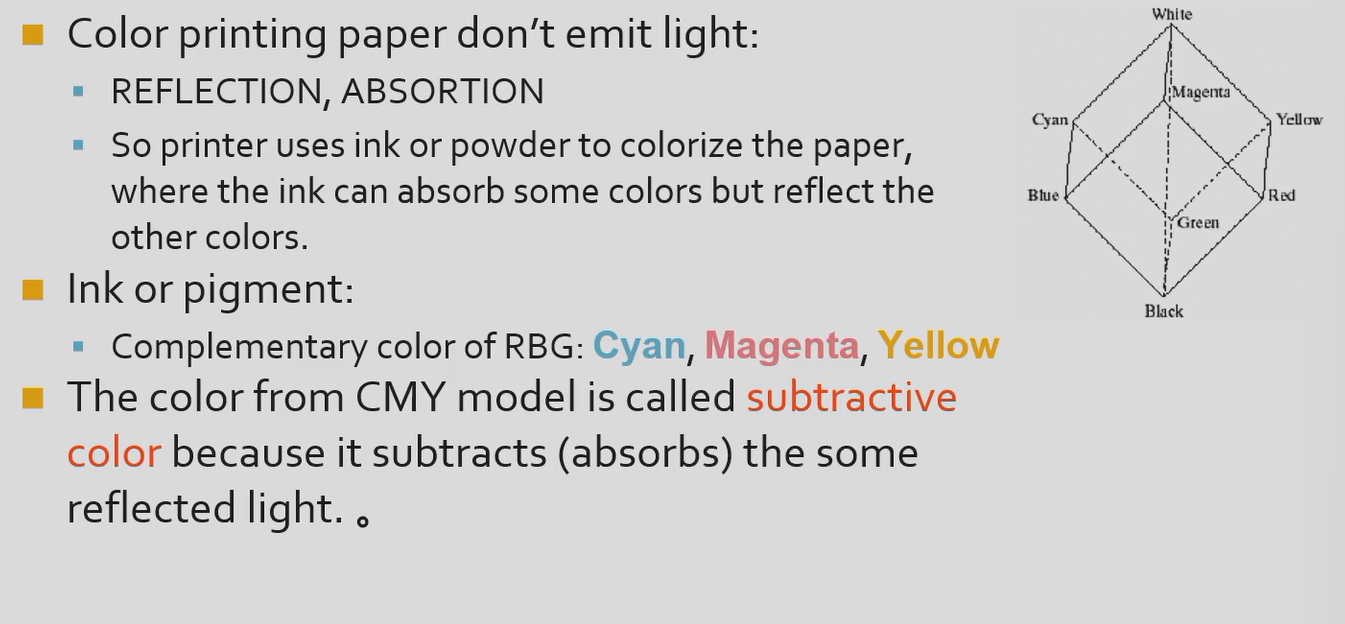 Color printing paper don’t emit light:
REFLECTION, ABSORTION
So printer uses ink or powder to colorize the paper,
where the ink can absorb some colors but reflect the
other colors.
Ink or pigment:
Complementary color of RBG: Cyan, Magenta, Yellow
The color from CMY model is called subtractive
color because it subtracts (absorbs) the some
reflected light. 。
White
Magenta
Cyan
Yellow
Blue
Red
Green
Black